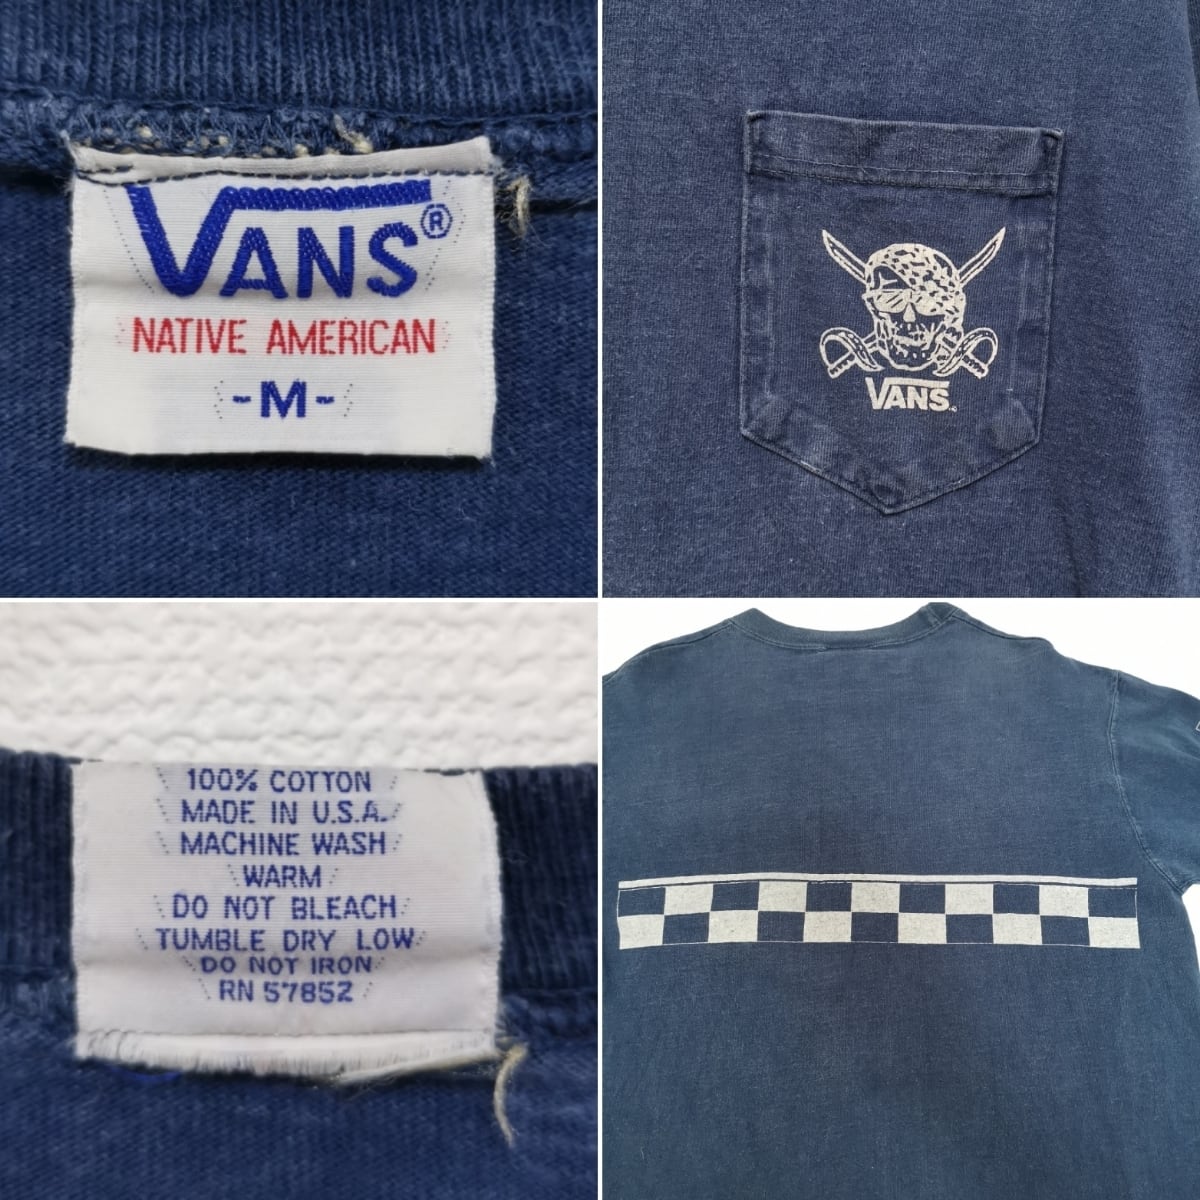 VANS®
NATIVE AMERICAN
-M-
VANS
100% COTTON
MADE IN U.S.A.
MACHINE WASH
WARM
DO NOT BLEACH
TUMBLE DRY LOW
DO NOT IRON
RN 57852